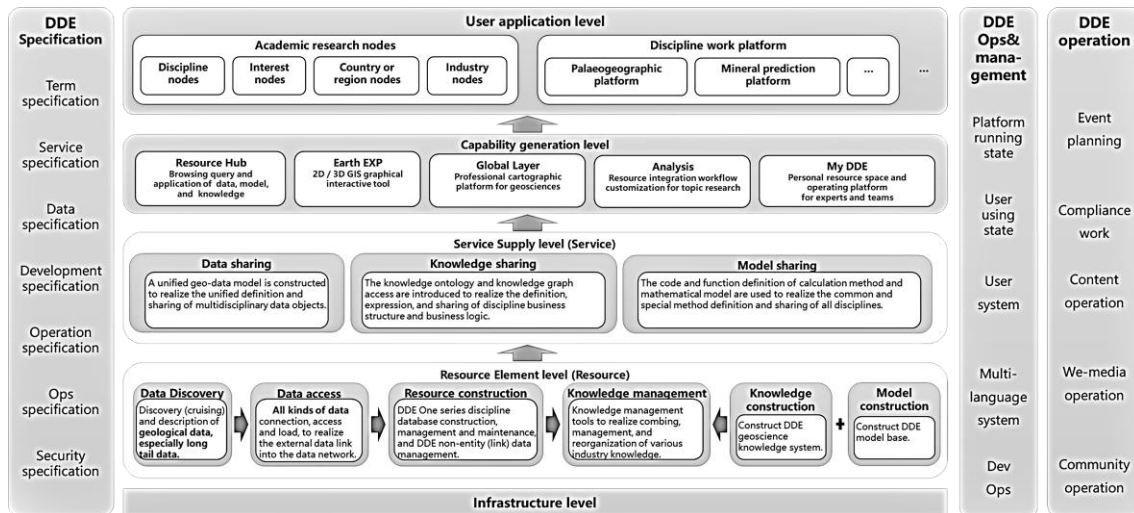 DDE
Specification
Term
specification
Service
specification
Data
specification
Development
specification
Operation
specification
Ops
specification
Security
specification
User application level
Academic research nodes
Discipline
nodes
Interest
nodes
Country or
region nodes
Industry
nodes
Discipline work platform
Palaeogeographic
platform
Mineral prediction
platform
...
...
Capability generation level
Resource Hub
Browsing query and
application of data, model,
and knowledge
Earth EXP
2D / 3D GIS graphical
interactive tool
Global Layer
Professional cartographic
platform for geosciences
Analysis
Resource integration workflow
customization for topic research
My DDE
Personal resource space and
operating platform
for experts and teams
Service Supply level (Service)
Data sharing
A unified geo-data model is constructed
to realize the unified definition and
sharing of multidisciplinary data objects.
Knowledge sharing
The knowledge ontology and knowledge graph
access are introduced to realize the definition,
expression, and sharing of discipline business
structure and business logic.
Model sharing
The code and function definition of calculation method and
mathematical model are used to realize the common and
special method definition and sharing of all disciplines.
Resource Element level (Resource)
Data Discovery
Discovery (cruising)
and description of
geological data,
especially long
tail data.
Data access
All kinds of data
connection, access
and load, to realize
the external data link
into the data network.
Resource construction
DDE One series discipline
database construction,
management and maintenance,
and DDE non-entity (link) data
management.
Knowledge management
Knowledge management
tools to realize combing,
management, and
reorganization of various
industry knowledge.
Knowledge
construction
Construct DDE
geoscience
knowledge system.
+
Model
construction
Construct DDE
model base.
Infrastructure level
DDE
Ops&
mana-
gement
Platform
running
state
User
using
state
User
system
Multi-
language
system
Dev
Ops
DDE
operation
Event
planning
Compliance
work
Content
operation
We-media
operation
Community
operation